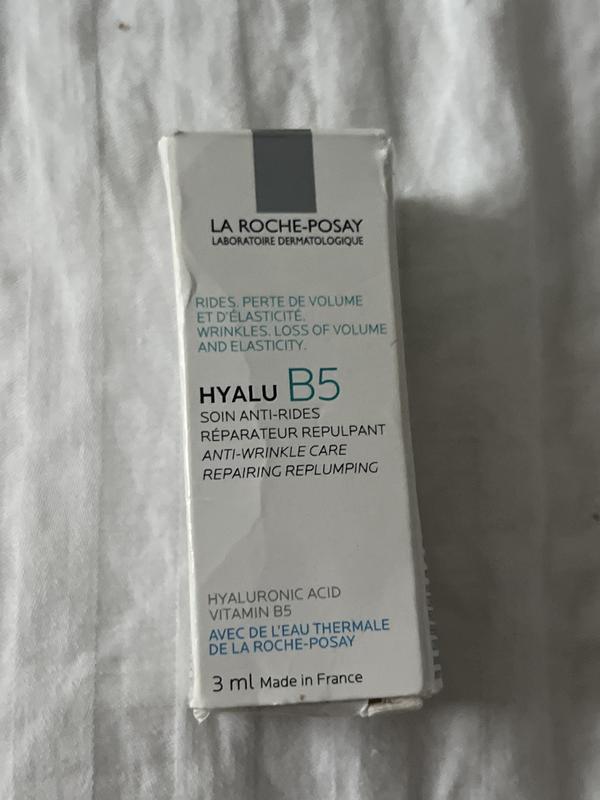 LA ROCHE-POSAY
LABORATOIRE DERMATOLOGIQUE
RIDES. PERTE DE VOLUME
ET D'ÉLASTICITÉ.
WRINKLES. LOSS OF VOLUME
AND ELASTICITY.
HYALU B5
SOIN ANTI-RIDES
RÉPARATEUR REPULPANT
ANTI-WRINKLE CARE
REPAIRING REPLUMPING
HYALURONIC ACID
VITAMIN B5
AVEC DE L'EAU THERMALE
DE LA ROCHE-POSAY
3 ml Made in France